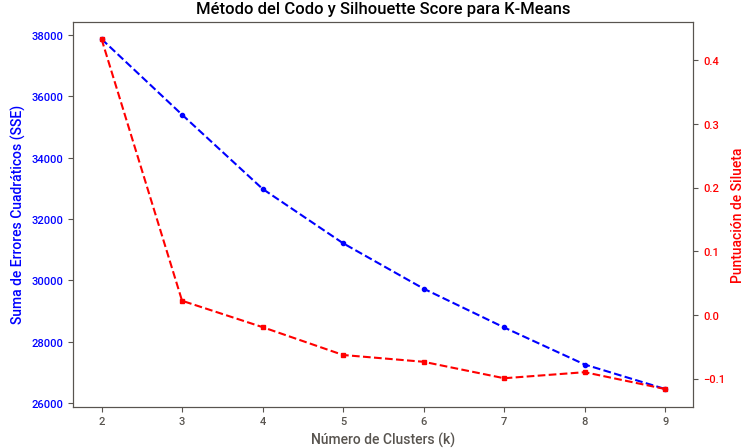 Método del Codo y Silhouette Score para K-Means
Suma de Errores Cuadráticos (SSE)
38000
36000
34000
32000
30000
28000
26000
0.4
0.3
0.2
0.1
0.0
−0.1
Puntuación de Silueta
2 3 4 5 6 7 8 9
Número de Clusters (k)